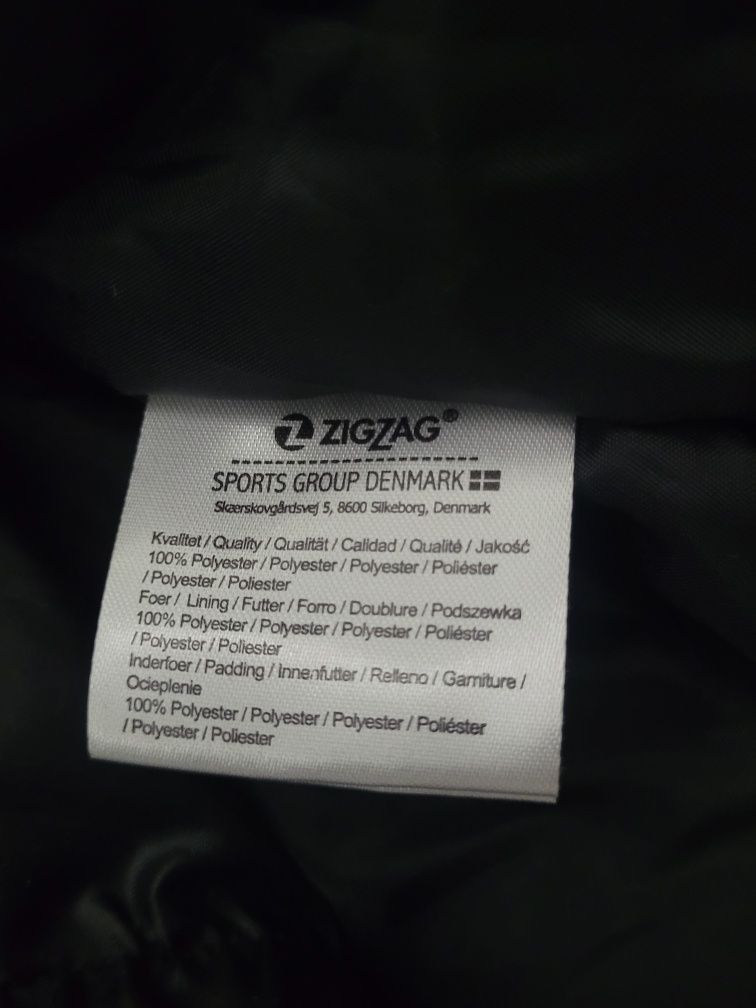 ZIGZAG®
SPORTS GROUP DENMARK
Skærskovgårdsvej 5, 8600 Silkeborg, Denmark
Kvalitet / Quality / Qualität / Calidad / Qualité / Jakość
100% Polyester / Polyester / Polyester / Poliéster
/ Polyester / Poliester
Foer / Lining / Futter / Forro / Doublure / Podszewka
100% Polyester / Polyester / Polyester / Poliéster
/ Polyester / Poliester
Inderfoer / Padding / Innenfutter / Relleno / Garniture /
Ocieplenie
100% Polyester / Polyester / Polyester / Poliéster
/ Polyester / Poliester